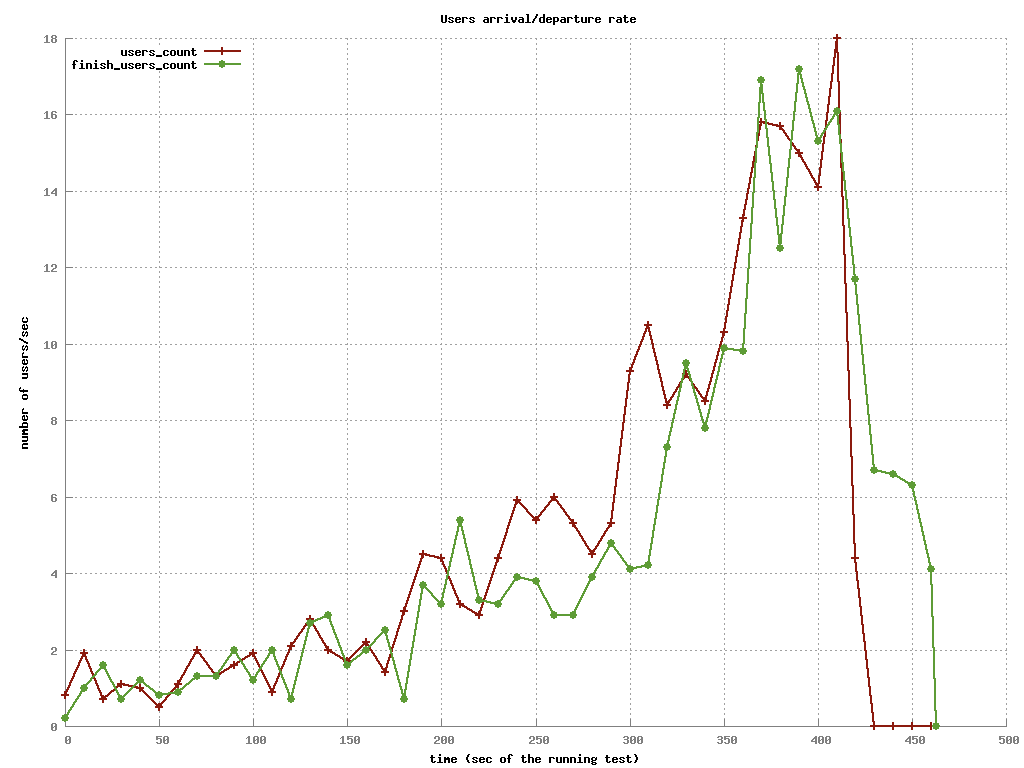 Users arrival/departure rate
users_count
finish_users_count
18
16
14
12
10
8
6
4
2
0
number of users/sec
0 50 100 150 200 250 300 350 400 450 500
time (sec of the running test)